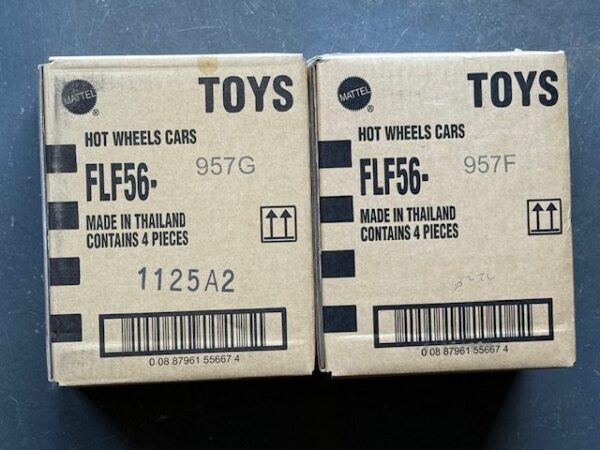 MATTEL
®
TOYS
HOT WHEELS CARS
FLF56-
957G
MADE IN THAILAND
CONTAINS 4 PIECES
1125A2
0 08 87961 55667 4
MATTEL
®
TOYS
HOT WHEELS CARS
FLF56-
957F
MADE IN THAILAND
CONTAINS 4 PIECES
0 08 87961 55667 4